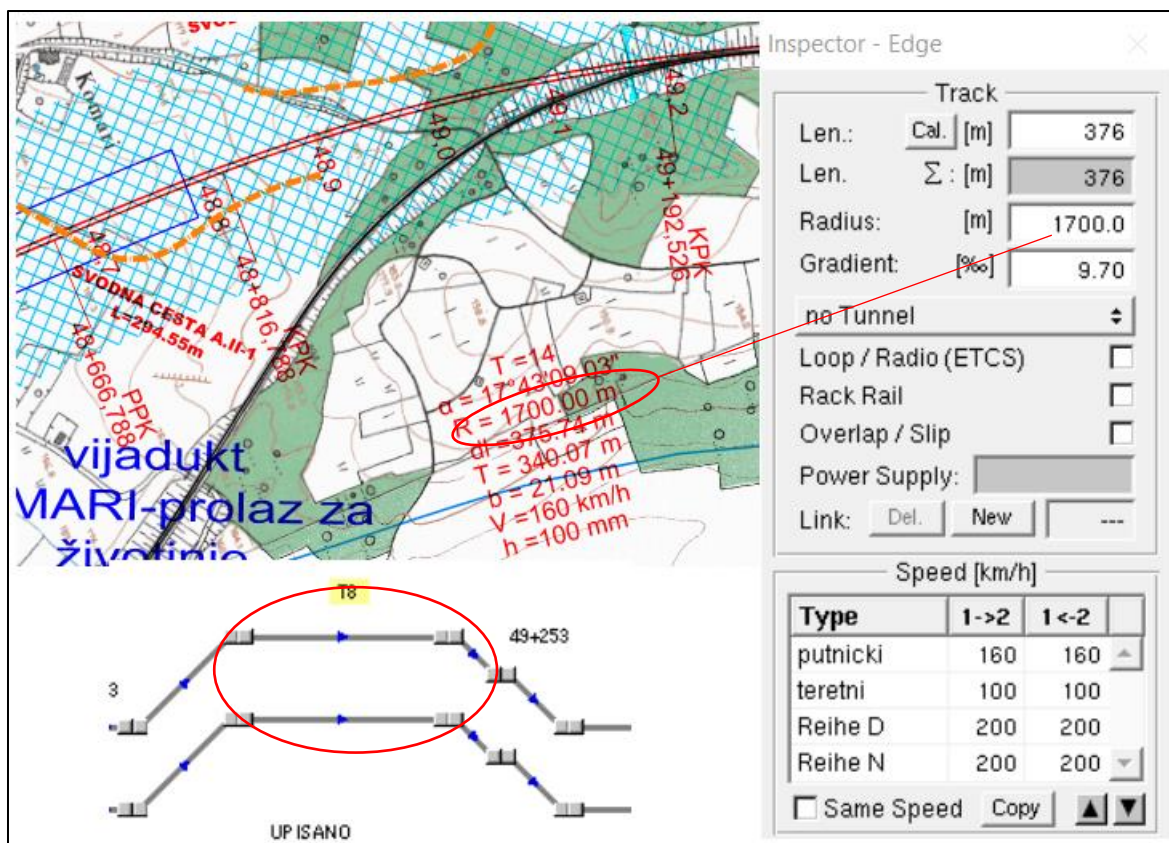 Komari
48,7
48,8
48,9
49,0
49,1
49,2
SVODNA CESTA A.II-1
L=294.55m
48+666,788
PPK
48+816,788
KPK
49+192,526
KPK
T =14
α = 17°43'09.03"
R = 1700.00 m
dl =375.74 m
T = 340.07 m
b = 21.09 m
V =160 km/h
h =100 mm
vijadukt
MARI-prolaz za
životinje
T8
49+253
3
UPISANO
Inspector - Edge
Track
Len.: Cal. [m] 376
Len. Σ : [m] 376
Radius: [m] 1700.0
Gradient: [‰] 9.70
no Tunnel
Loop / Radio (ETCS)
Rack Rail
Overlap / Slip
Power Supply:
Link: Del. New ---
Speed [km/h]
Type 1->2 1<-2
putnicki 160 160
teretni 100 100
Reihe D 200 200
Reihe N 200 200
Same Speed Copy